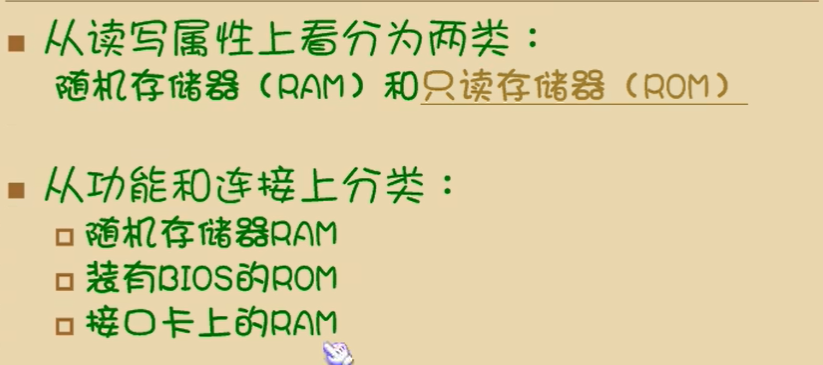 从读写属性上看分为两类：
随机存储器（RAM）和只读存储器（ROM）
从功能和连接上分类：
随机存储器RAM
装有BIOS的ROM
接口卡上的RAM